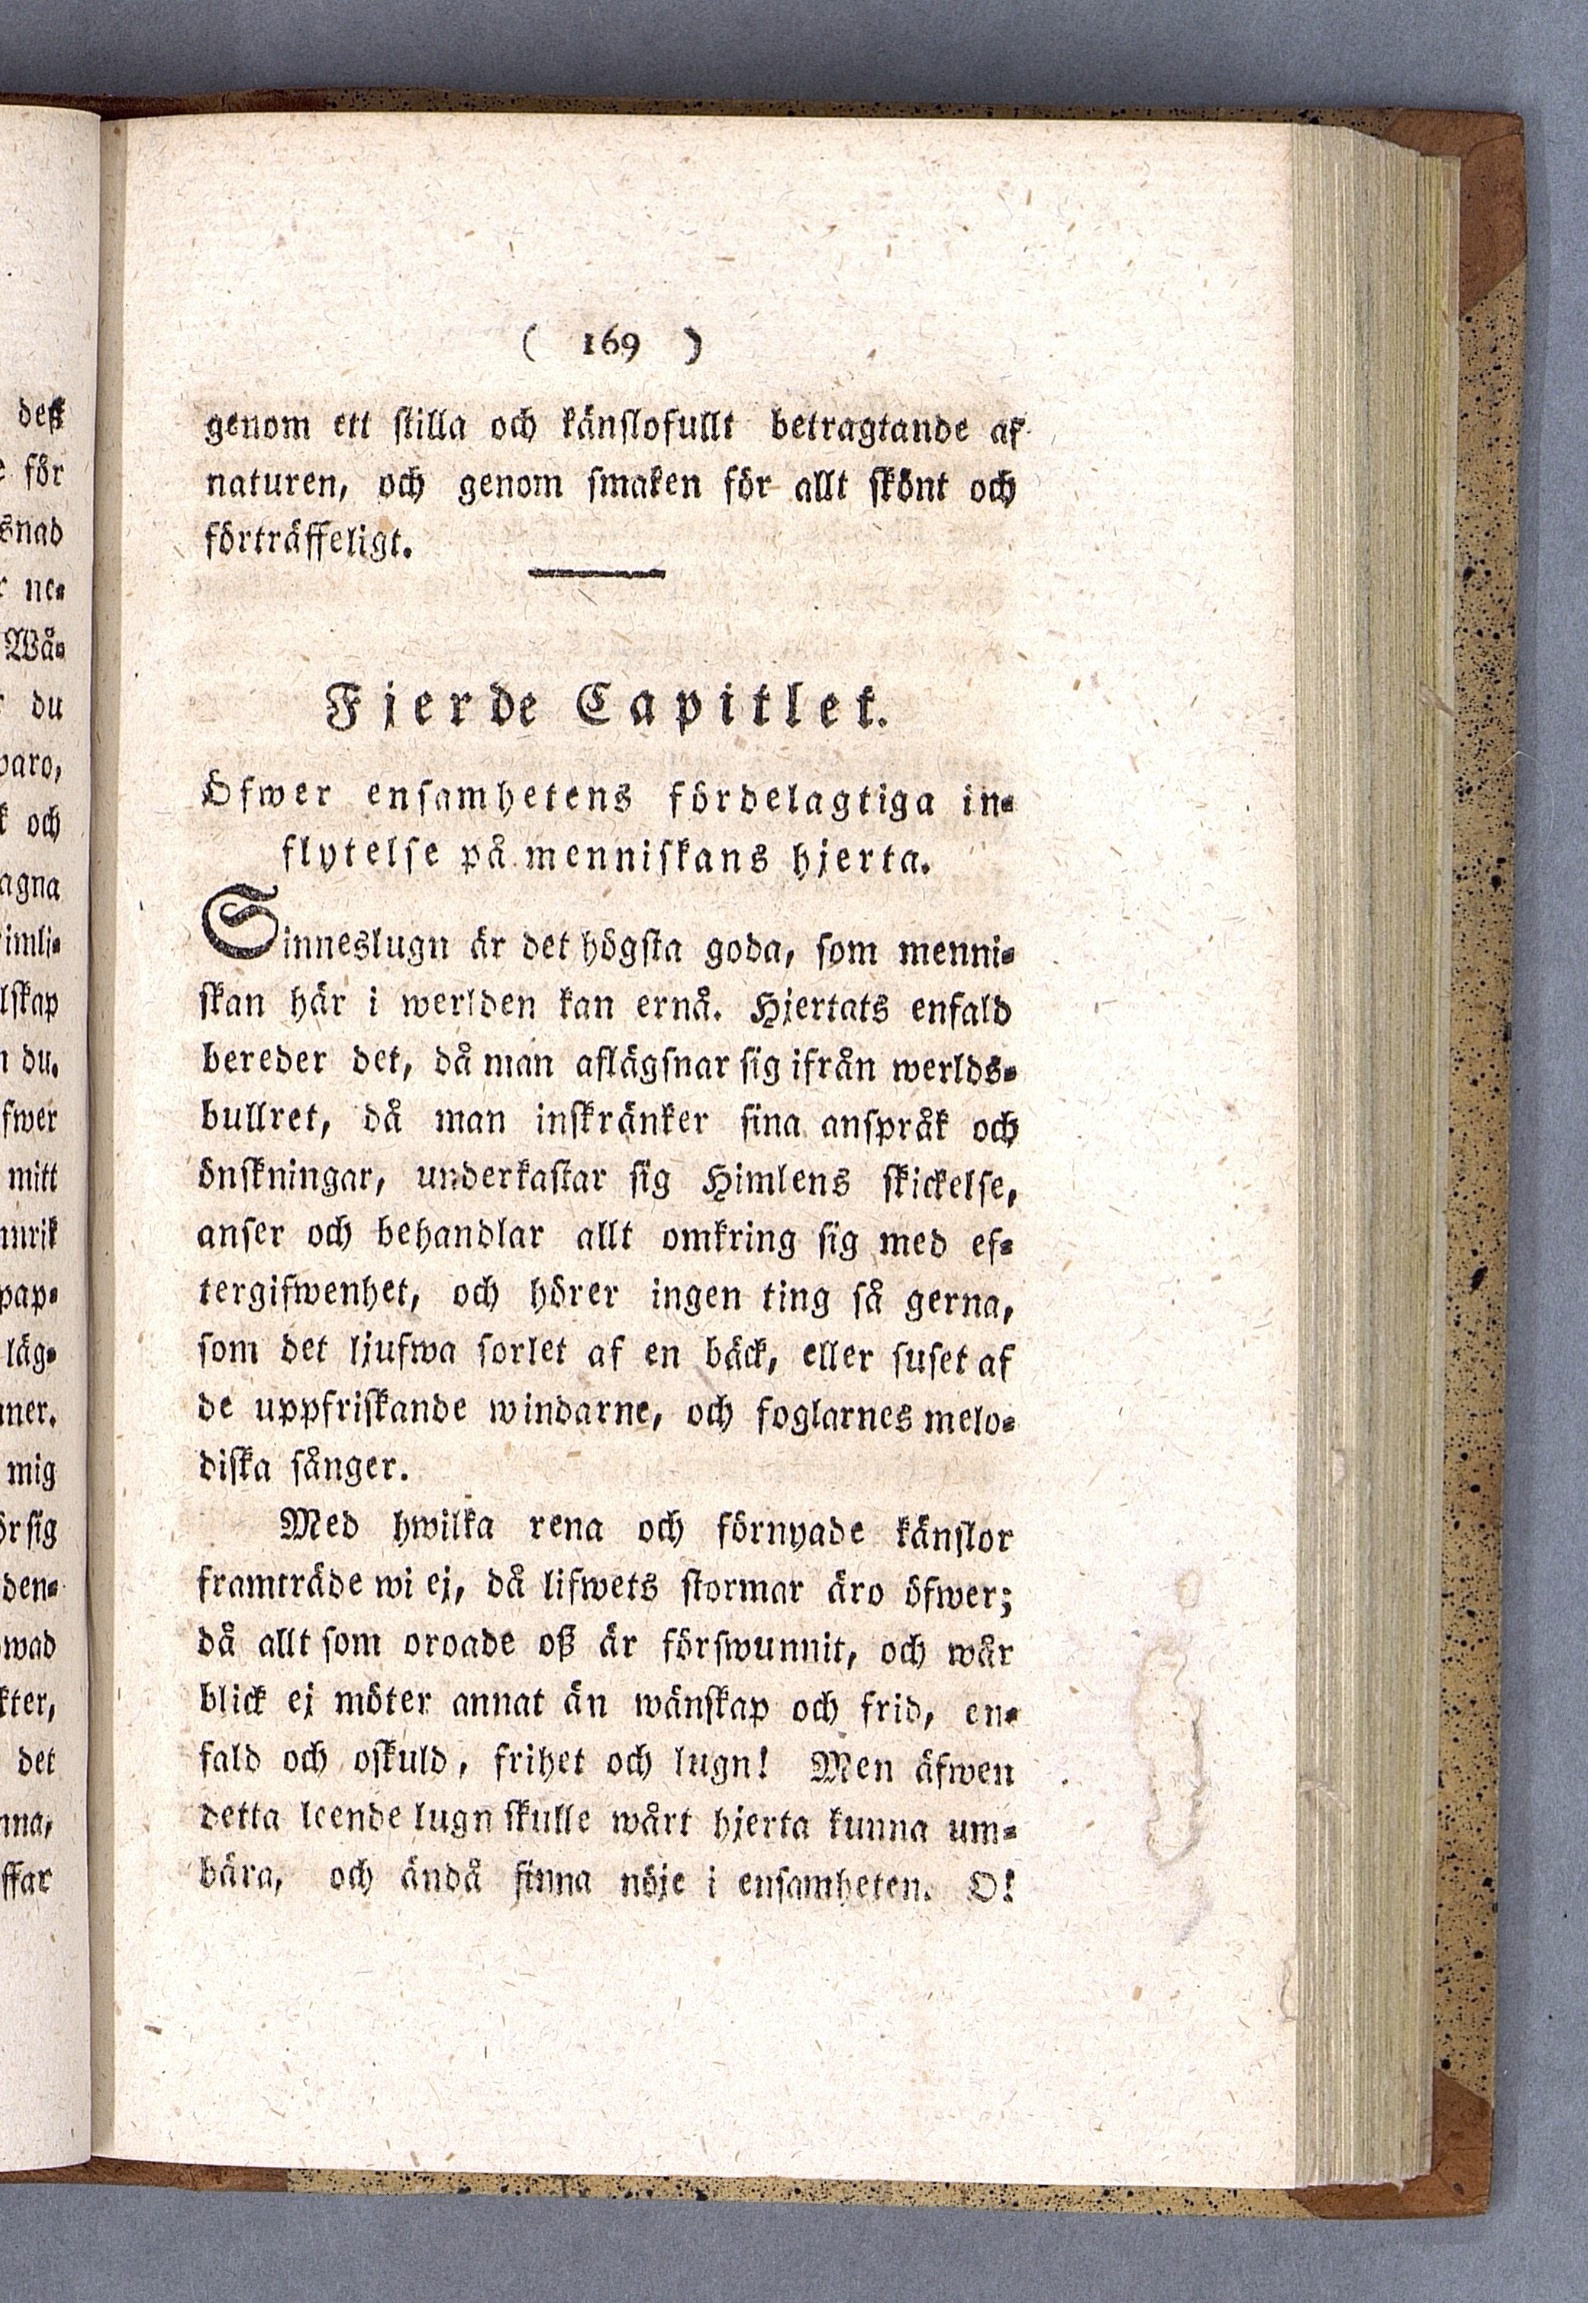 ( 169 )
genom ett stilla och känslofullt betragtande af
naturen, och genom smaken för allt skönt och
förträffeligt.
Fjerde Capitlet.
Öfwer ensamhetens fördelagtiga in-
flytelse på menniskans hjerta.
Sinneslugn är det högsta goda, som menni-
skan här i werlden kan ernå. Hjertats enfald
bereder det, då man aflägsnar sig ifrån werlds-
bullret, då man inskränker sina anspråk och
önskningar, underkastar sig Himlens skickelse,
anser och behandlar allt omkring sig med ef-
tergifwenhet, och hörer ingen ting så gerna,
som det ljufwa sorlet af en bäck, eller suset af
de uppfriskande windarne, och foglarnes melo-
diska sånger.
Med hwilka rena och förnyade känslor
framträde wi ej, då lifwets stormar äro öfwer;
då allt som oroade oß är förswunnit, och wår
blick ej möter annat än wänskap och frid, en-
fald och oskuld, frihet och lugn! Men äfwen
detta leende lugn skulle wårt hjerta kunna um-
bära, och ändå finna nöje i ensamheten. O!